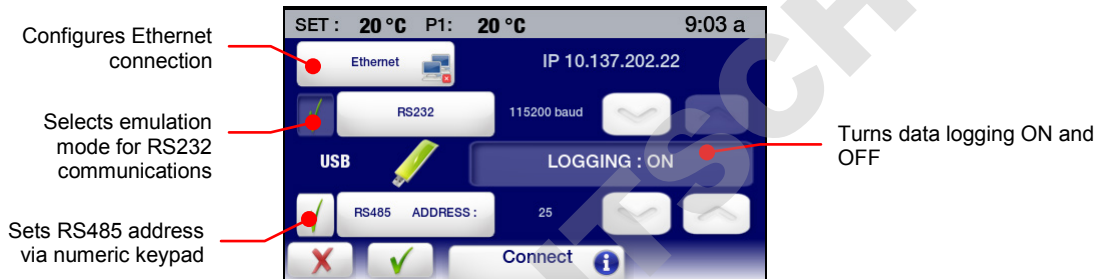 SET : 20 °C P1: 20 °C 9:03 a
Configures Ethernet
connection
Ethernet
IP 10.137.202.22
Selects emulation
mode for RS232
communications
RS232
115200 baud
USB
LOGGING : ON
Turns data logging ON and
OFF
Sets RS485 address
via numeric keypad
RS485 ADDRESS :
25
Connect